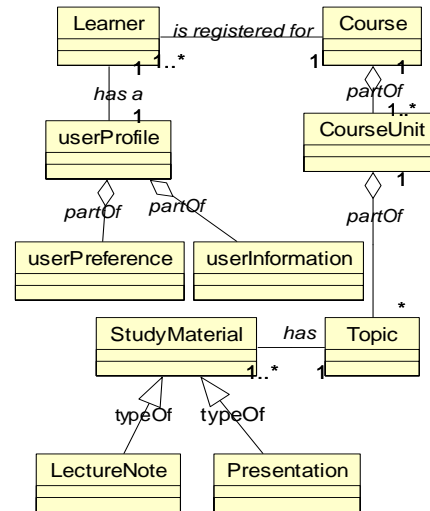 Learner
is registered for
Course
1
1..*
1
1
has a
partOf
1
1..*
userProfile
CourseUnit
1
partOf
partOf
partOf
userPreference
userInformation
*
StudyMaterial
has
Topic
1..*
1
typeOf
typeOf
LectureNote
Presentation